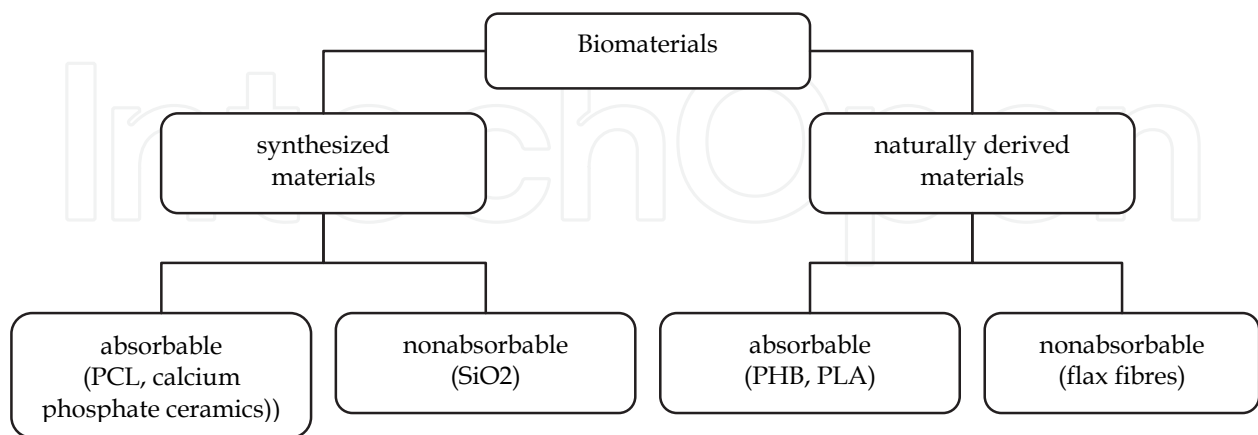 Biomaterials
synthesized
materials
naturally derived
materials
absorbable
(PCL, calcium
phosphate ceramics))
nonabsorbable
(SiO2)
absorbable
(PHB, PLA)
nonabsorbable
(flax fibres)
IntechOpen